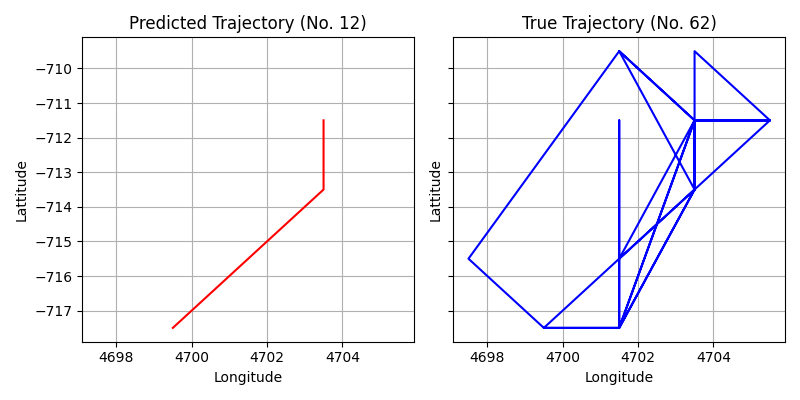 Predicted Trajectory (No. 12)
True Trajectory (No. 62)
Lattitude
−710
−711
−712
−713
−714
−715
−716
−717
4698
4700
4702
4704
Longitude
Lattitude
4698
4700
4702
4704
Longitude